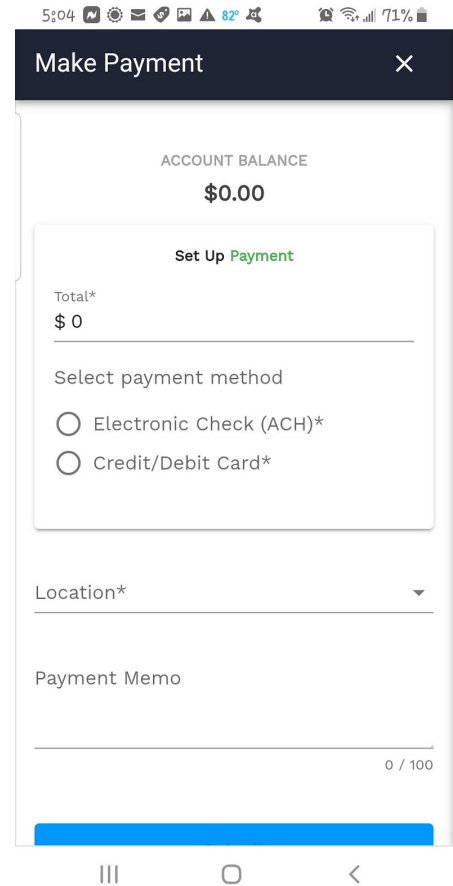 5:04 82° 71%
Make Payment
ACCOUNT BALANCE
$0.00
Set Up Payment
Total*
$ 0
Select payment method
Electronic Check (ACH)*
Credit/Debit Card*
Location*
Payment Memo
0 / 100